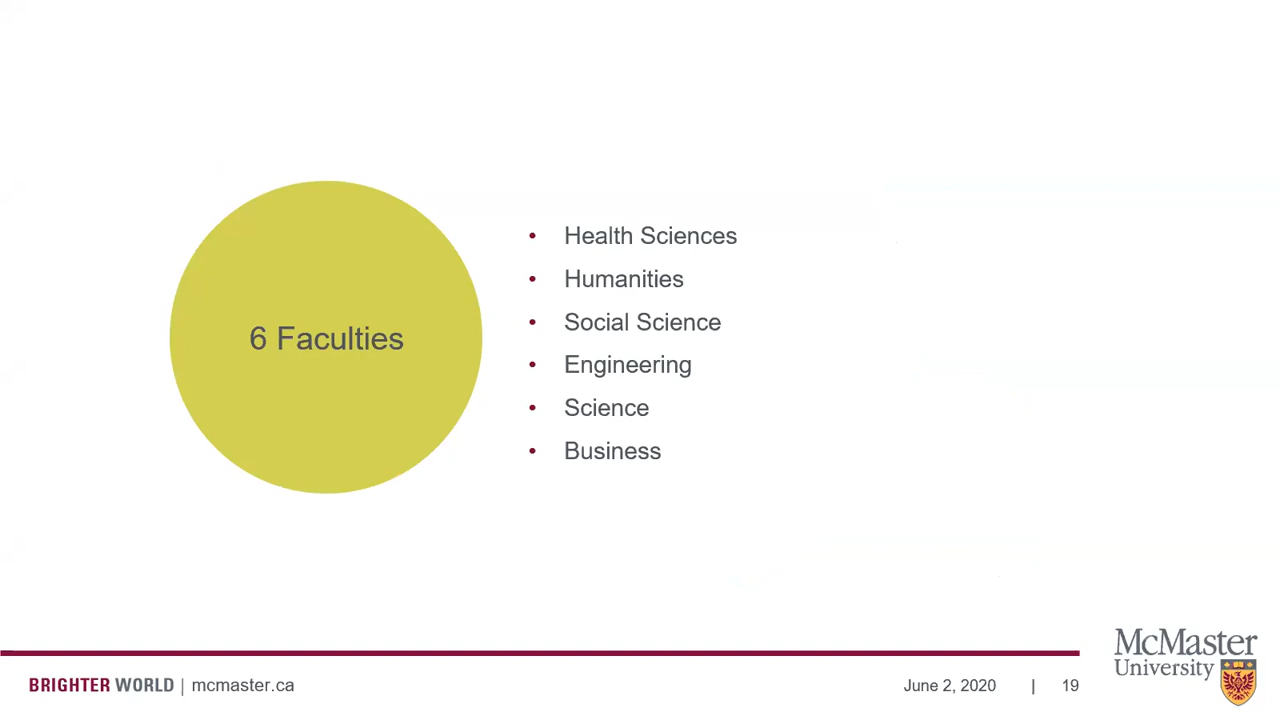 6 Faculties
• Health Sciences
• Humanities
• Social Science
• Engineering
• Science
• Business
BRIGHTER WORLD | mcmaster.ca
June 2, 2020 | 19
McMaster
University